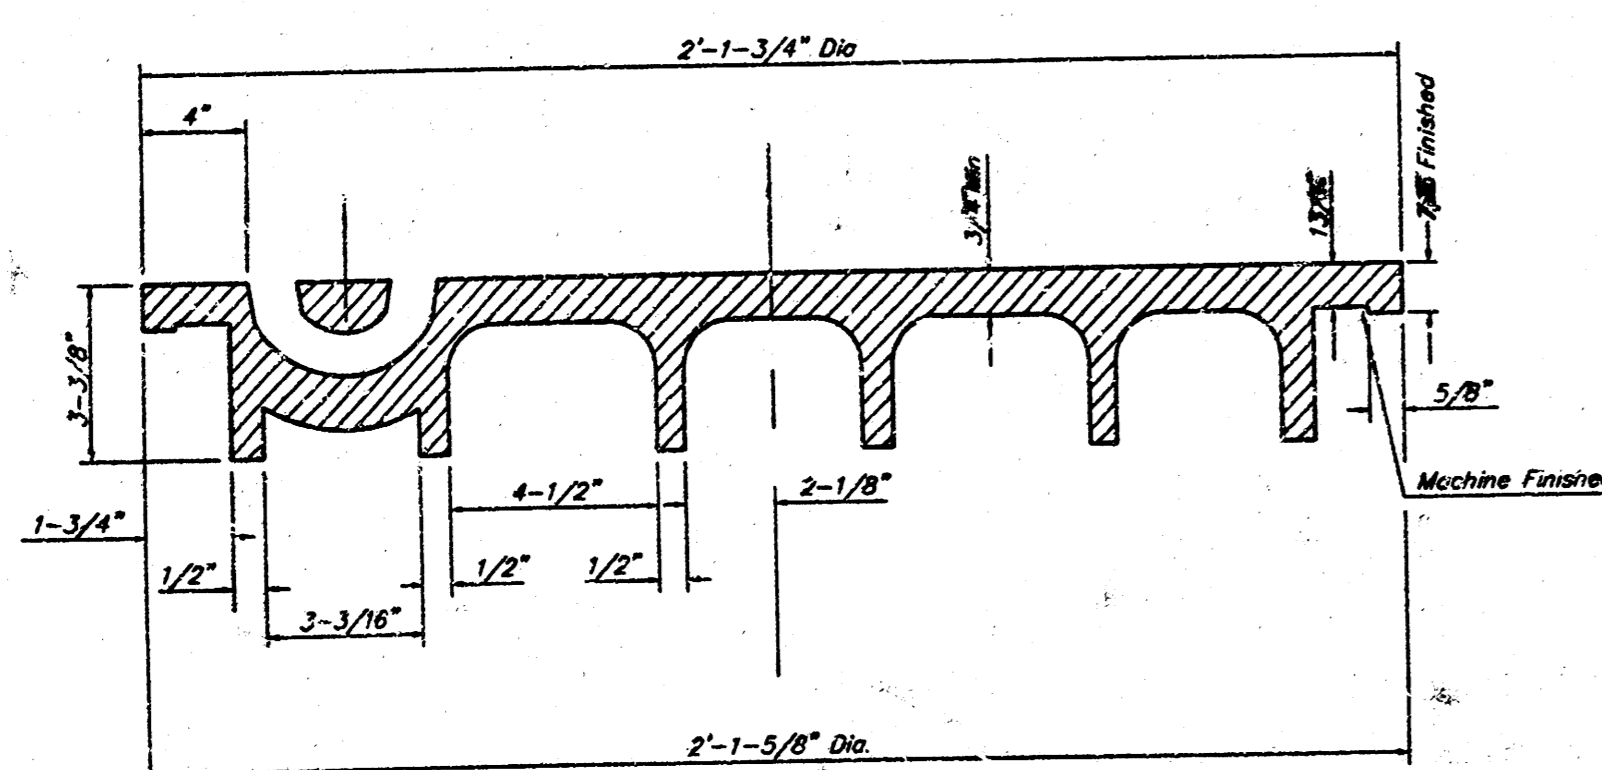 2'-1-3/4" Dia
4"
Finished
3-3/8"
5/8"
4-1/2"
2-1/8"
Machine Finished
1-3/4"
1/2"
1/2"
1/2"
3-3/16"
2'-1-5/8" Dia.